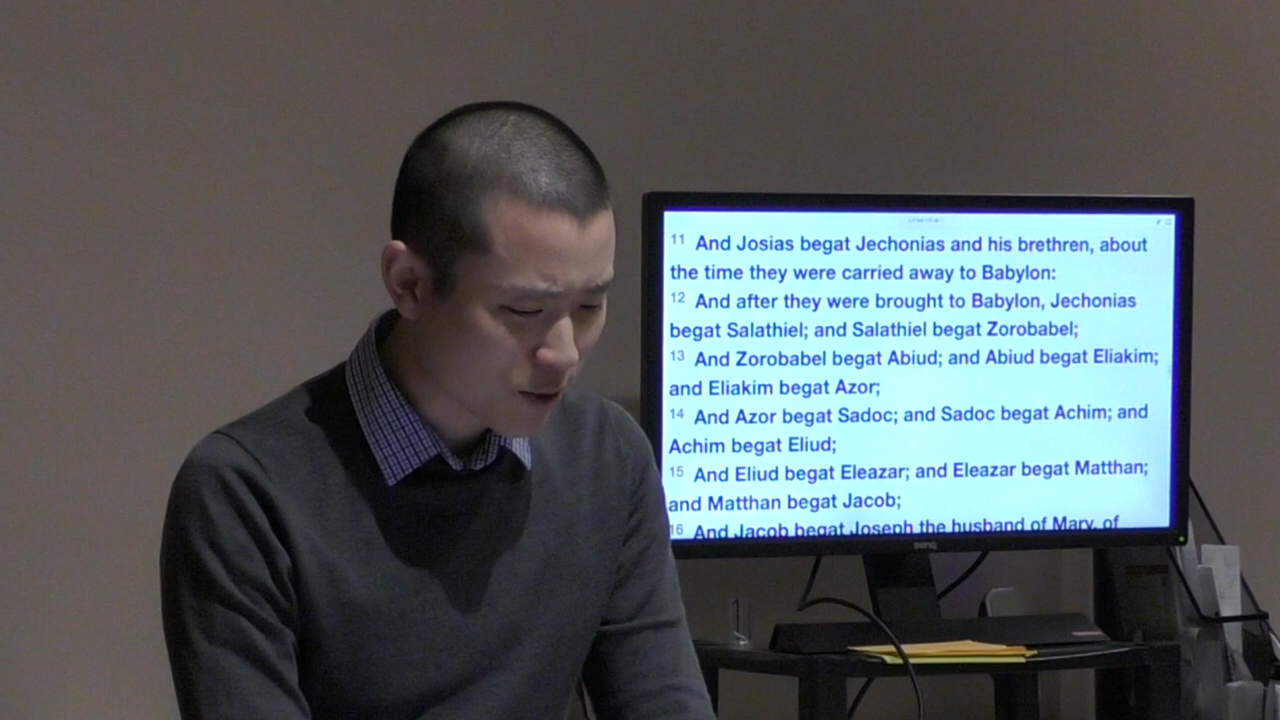 11 And Josias begat Jechonias and his brethren, about
the time they were carried away to Babylon:
12 And after they were brought to Babylon, Jechonias
begat Salathiel; and Salathiel begat Zorobabel;
13 And Zorobabel begat Abiud; and Abiud begat Eliakim;
and Eliakim begat Azor;
14 And Azor begat Sadoc; and Sadoc begat Achim; and
Achim begat Eliud;
15 And Eliud begat Eleazar; and Eleazar begat Matthan;
and Matthan begat Jacob;
16 And Jacob begat Joseph the husband of Mary, of
BenQ